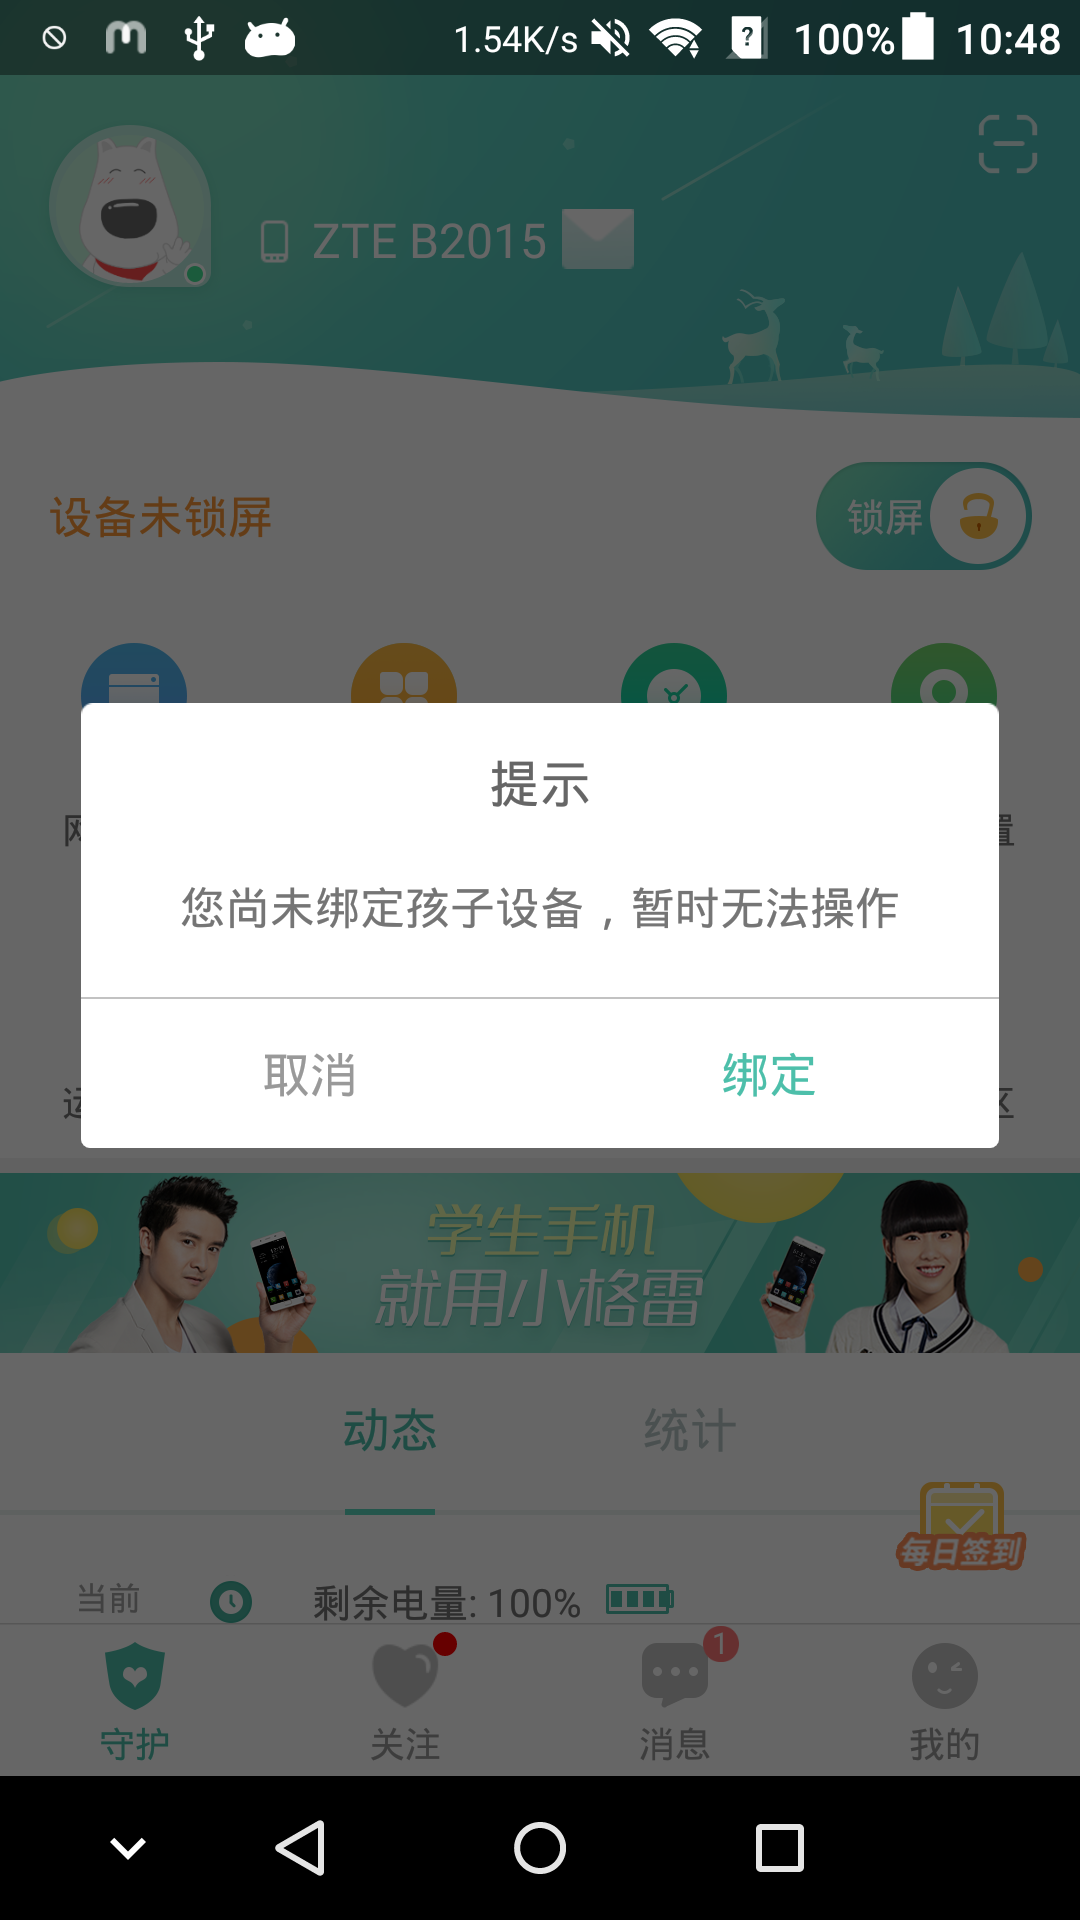 1.54K/s 100% 10:48
ZTE B2015
设备未锁屏
锁屏
置
提示
您尚未绑定孩子设备，暂时无法操作
取消 绑定
区
学生手机
就用小V格雷
动态 统计
每日签到
当前 剩余电量: 100%
1
守护 关注 消息 我的